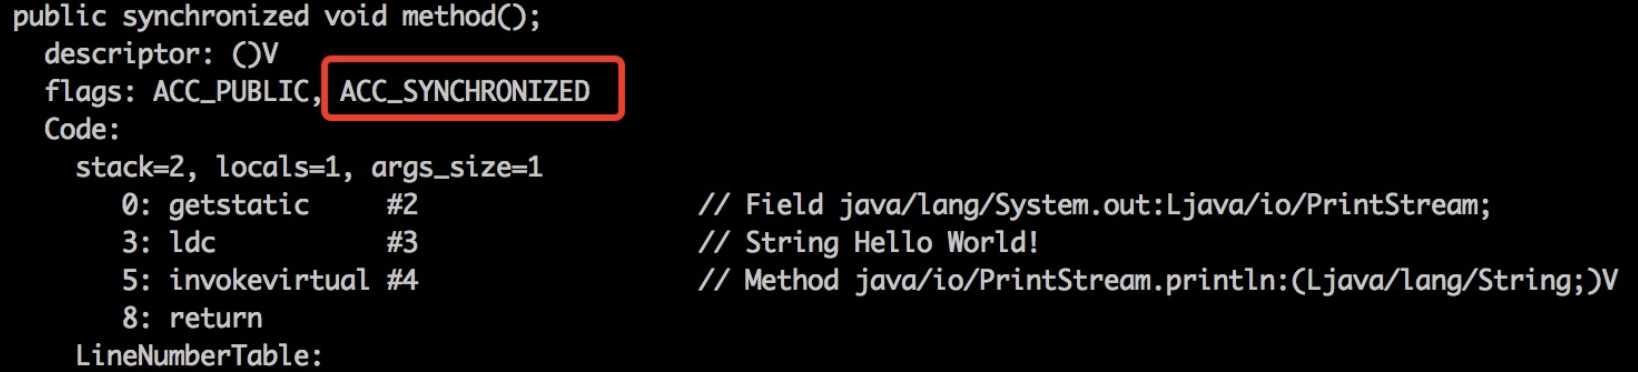 public synchronized void method();
descriptor: ()V
flags: ACC_PUBLIC, ACC_SYNCHRONIZED
Code:
stack=2, locals=1, args_size=1
0: getstatic #2 // Field java/lang/System.out:Ljava/io/PrintStream;
3: ldc #3 // String Hello World!
5: invokevirtual #4 // Method java/io/PrintStream.println:(Ljava/lang/String;)V
8: return
LineNumberTable: